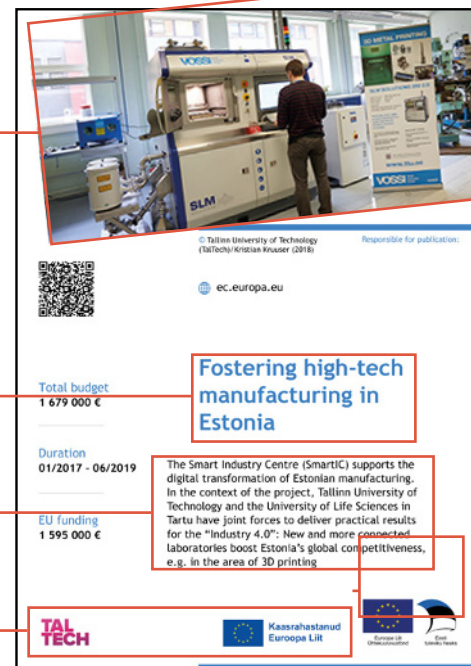 VOSSI
SLM
3D METAL PRINTING
VOSSI
© Tallinn University of Technology
(TalTech)/Kristian Kruuser (2018)
Responsible for publication:
ec.europa.eu
Fostering high-tech
manufacturing in
Estonia
Total budget
1 679 000 €
Duration
01/2017 - 06/2019
EU funding
1 595 000 €
The Smart Industry Centre (SmartIC) supports the
digital transformation of Estonian manufacturing.
In the context of the project, Tallinn University of
Technology and the University of Life Sciences in
Tartu have joint forces to deliver practical results
for the “Industry 4.0”: New and more connected
laboratories boost Estonia’s global competitiveness,
e.g. in the area of 3D printing
TAL
TECH
Kaasrahastanud
Euroopa Liit
Euroopa Liit
Eesti